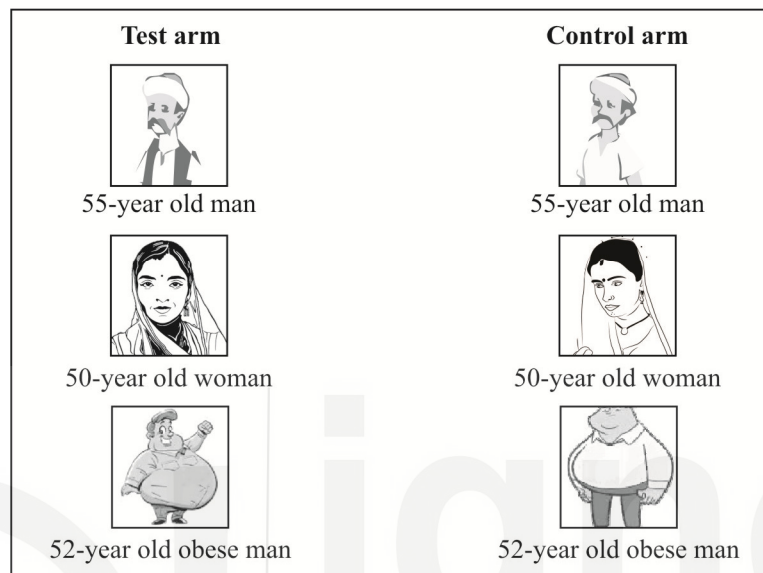 Test arm
Control arm
55-year old man
55-year old man
50-year old woman
50-year old woman
52-year old obese man
52-year old obese man